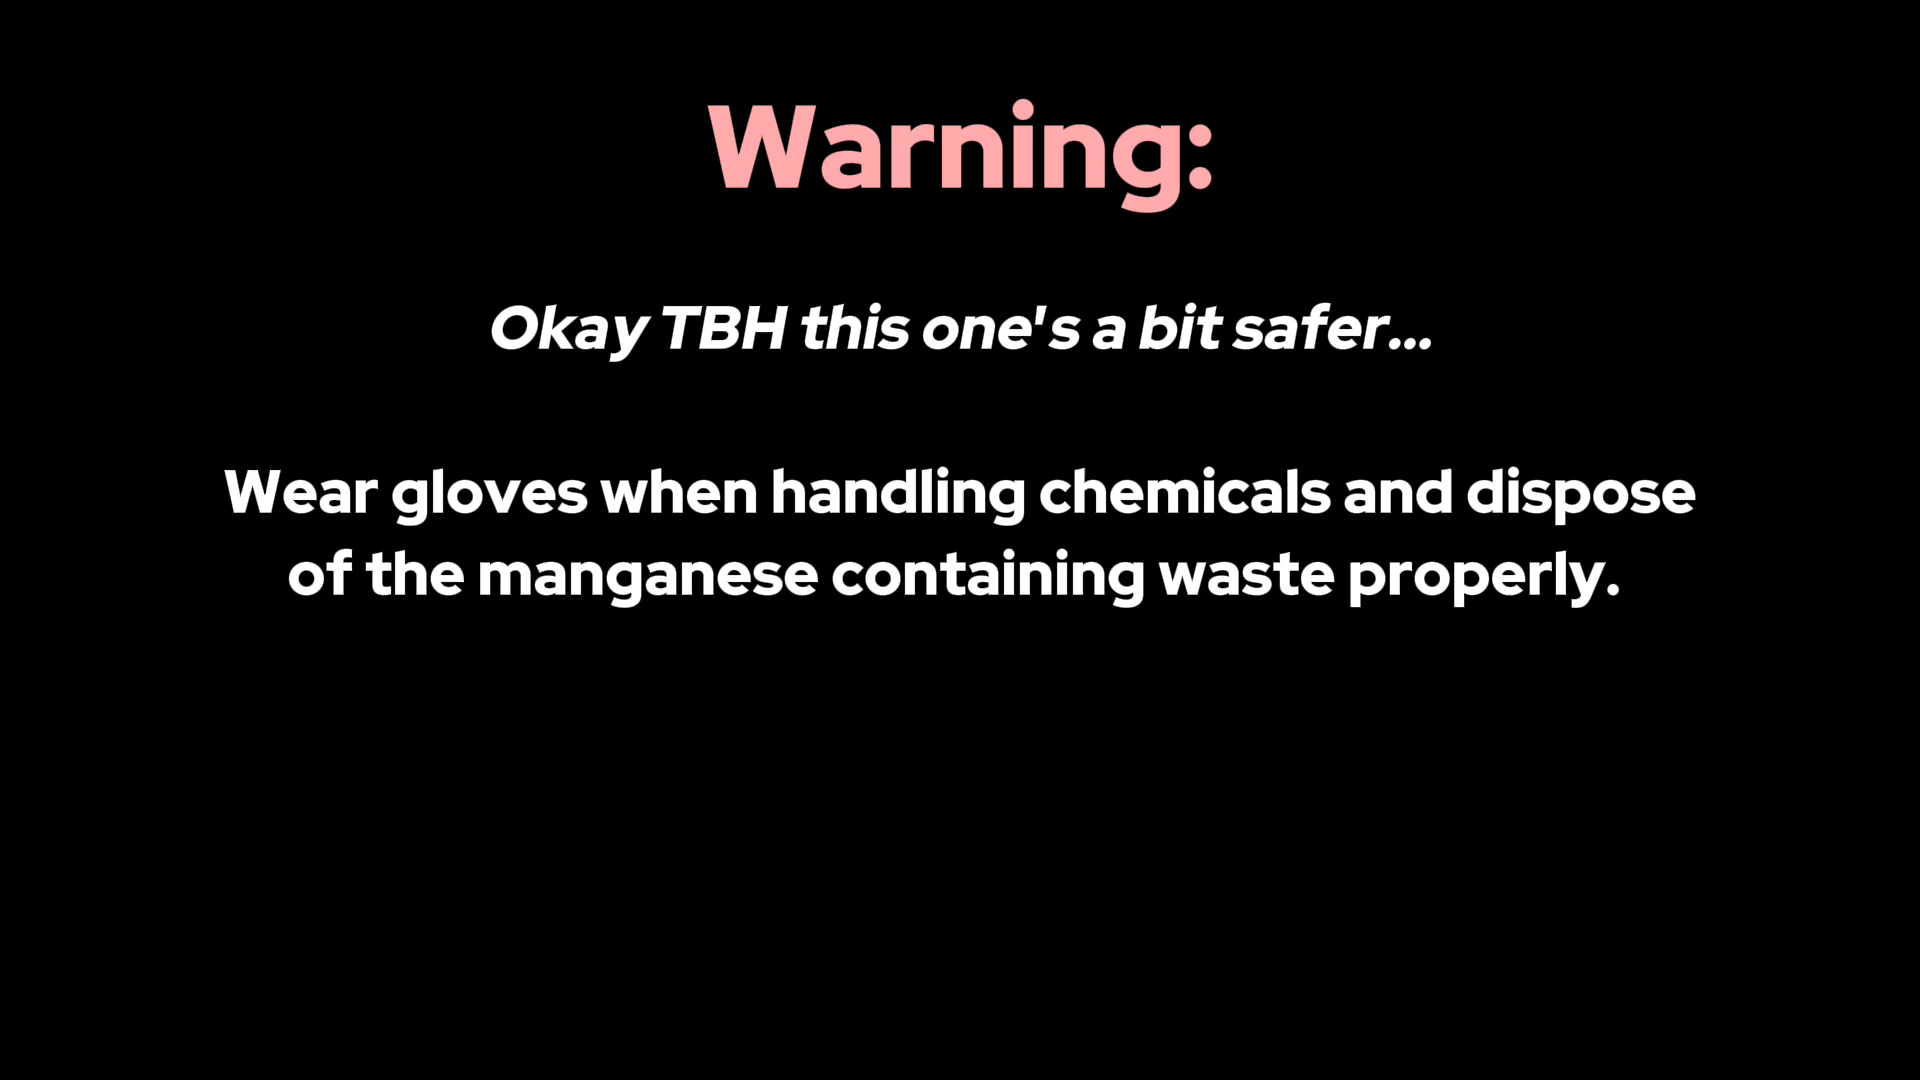 Warning:
Okay TBH this one's a bit safer...
Wear gloves when handling chemicals and dispose
of the manganese containing waste properly.